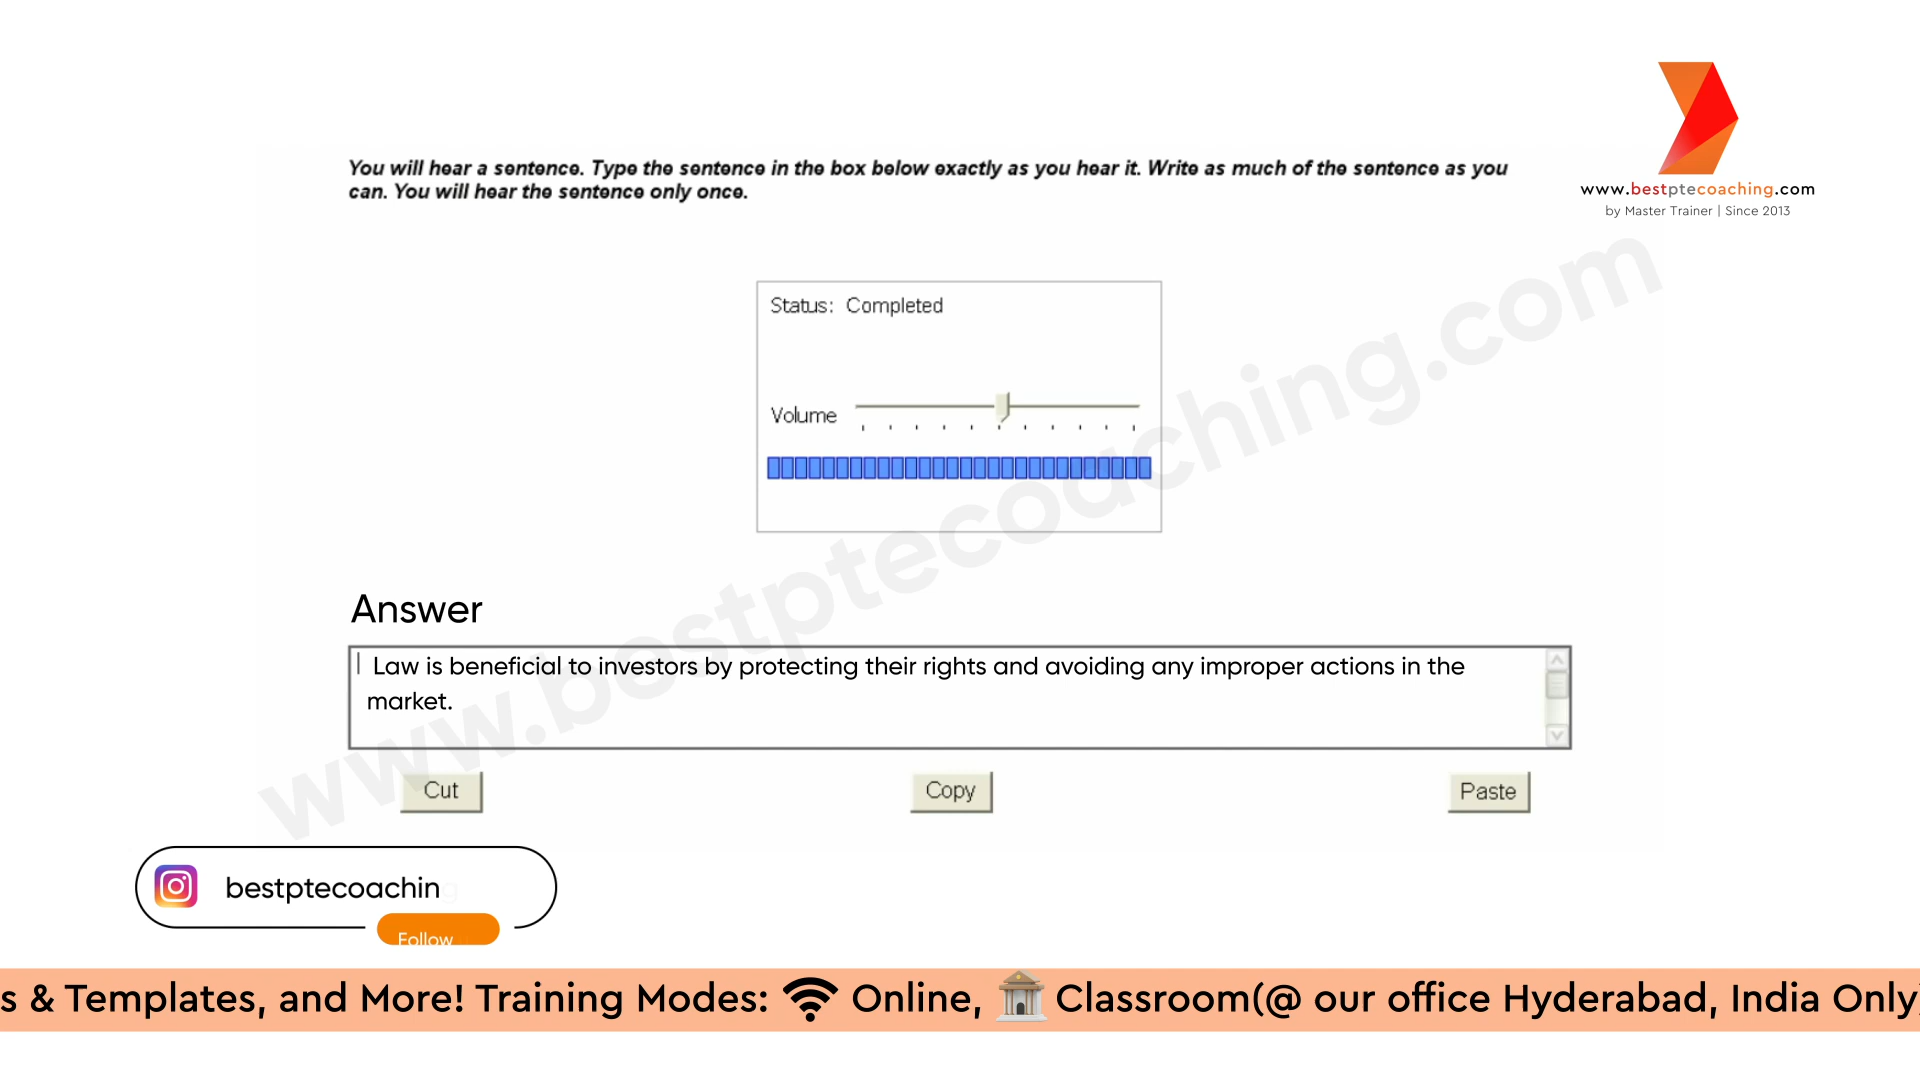 You will hear a sentence. Type the sentence in the box below exactly as you hear it. Write as much of the sentence as you
can. You will hear the sentence only once.
www.bestptecoaching.com
by Master Trainer | Since 2013
Status: Completed
Volume
www.bestptecoaching.com
Answer
Law is beneficial to investors by protecting their rights and avoiding any improper actions in the
market.
Cut
Copy
Paste
bestptecoaching
Follow
s & Templates, and More! Training Modes: Online, Classroom(@ our office Hyderabad, India Only)